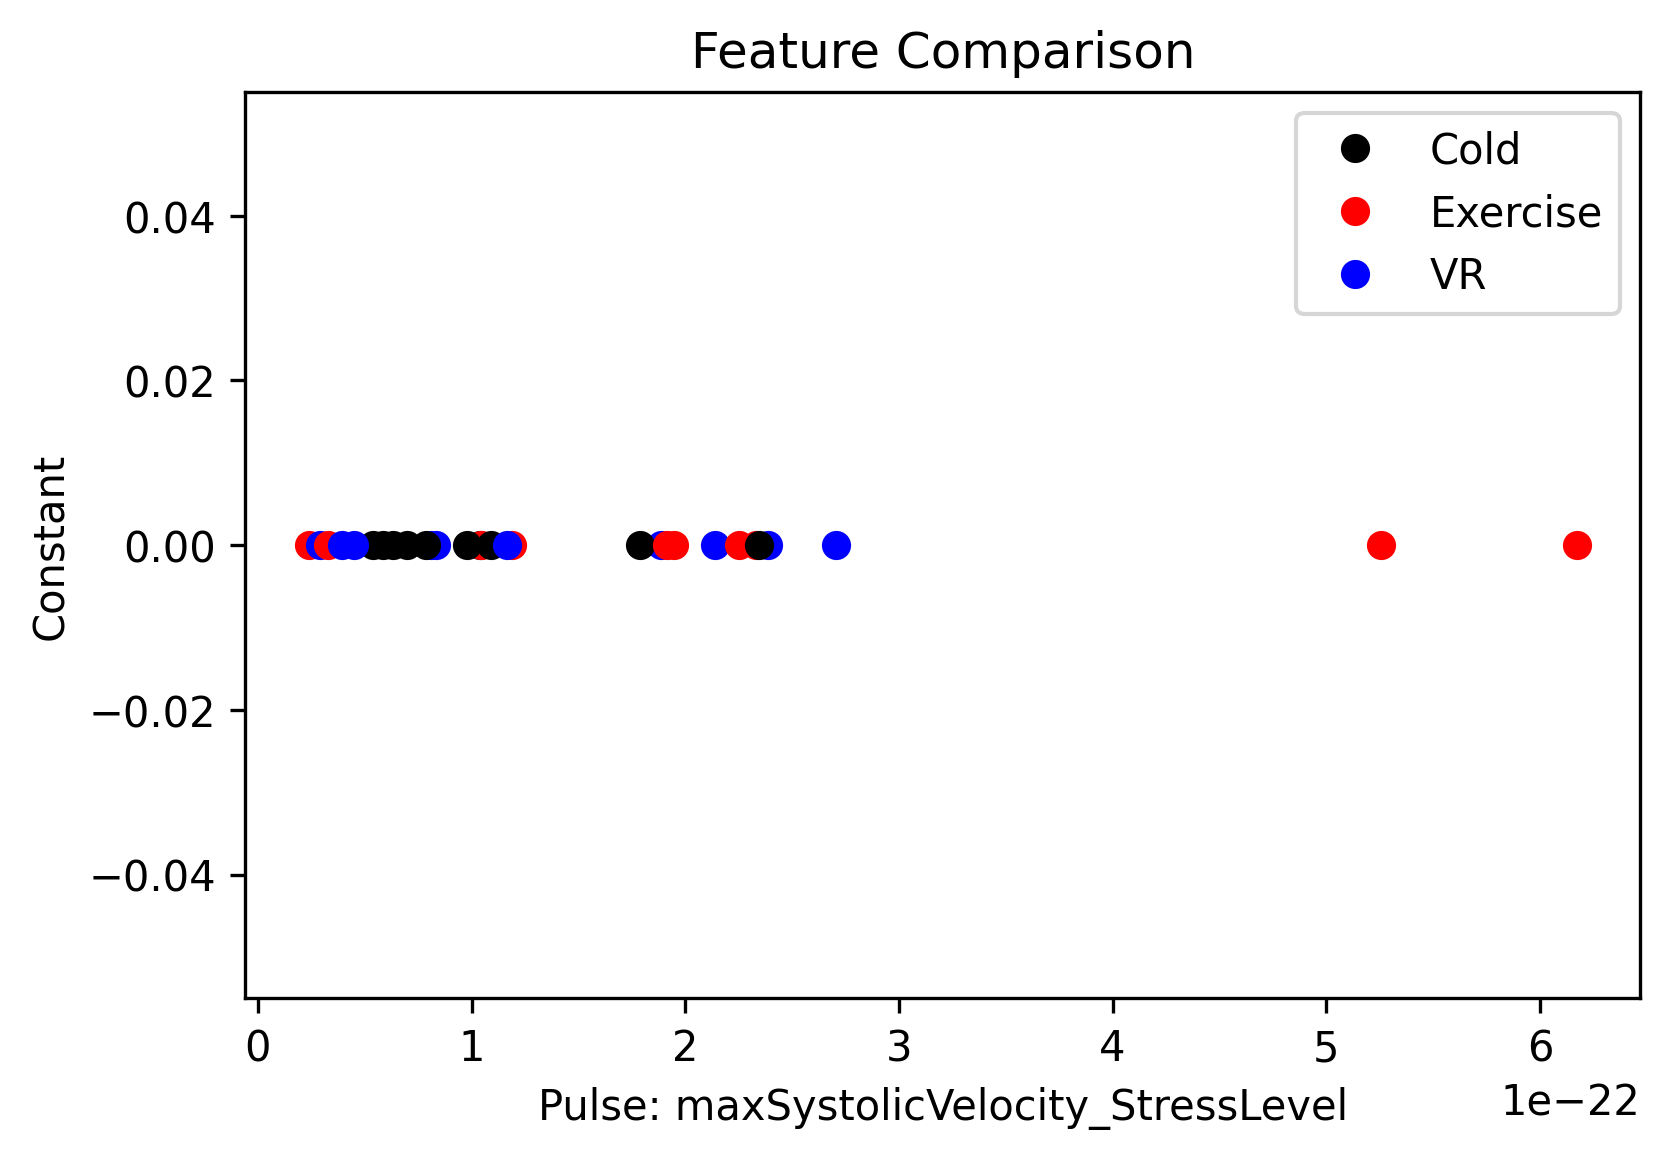 Feature Comparison
Cold
Exercise
VR
0.04
0.02
0.00
−0.02
−0.04
Constant
0 1 2 3 4 5 6
1e−22
Pulse: maxSystolicVelocity_StressLevel